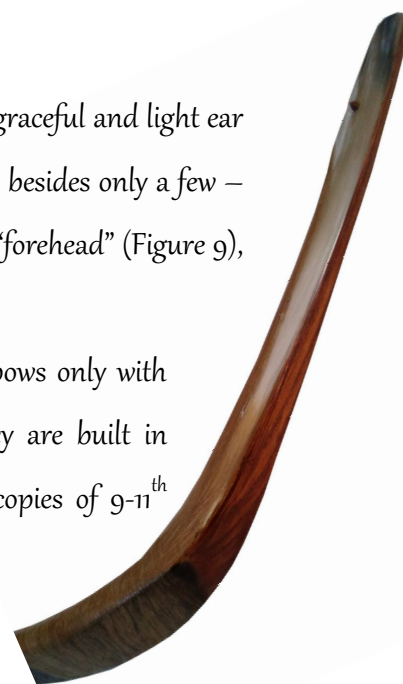 graceful and light ear
besides only a few –
“forehead” (Figure 9),
bows only with
y are built in
copies of 9-11th